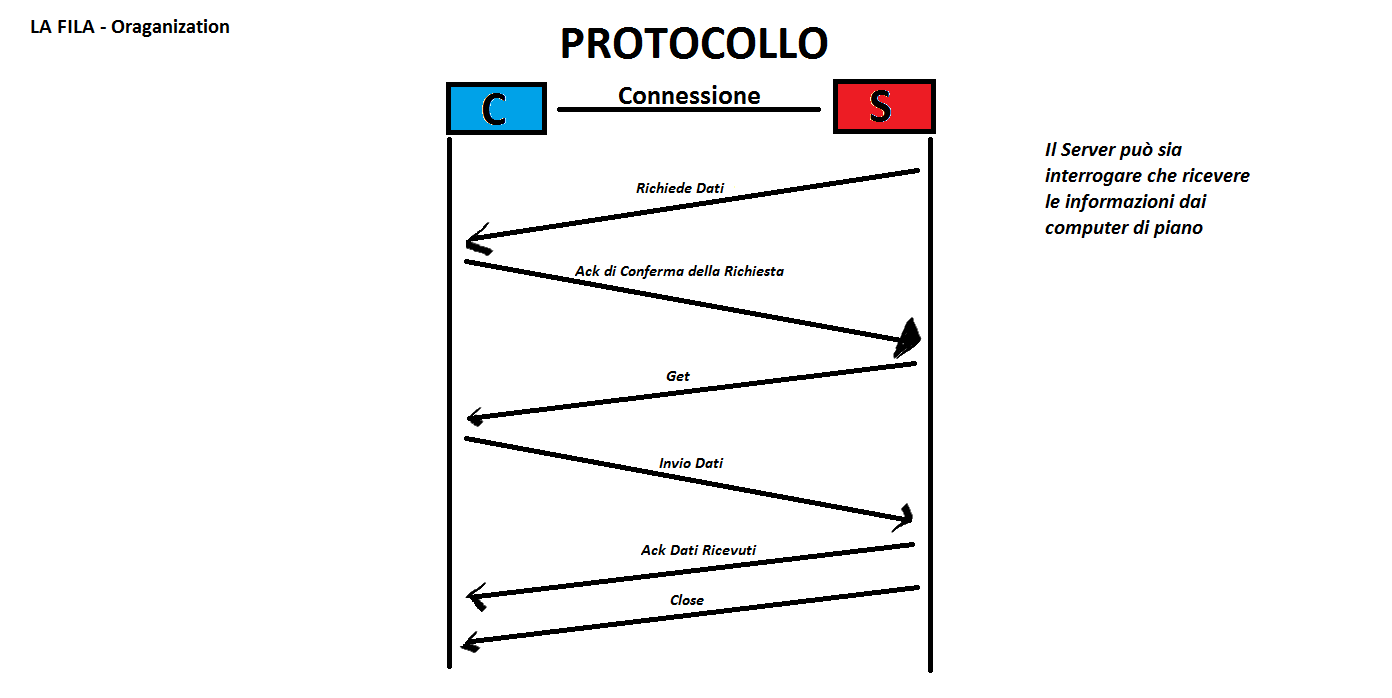 LA FILA - Oraganization
PROTOCOLLO
C
Connessione
S
Il Server può sia
interrogare che ricevere
le informazioni dai
computer di piano
Richiede Dati
Ack di Conferma della Richiesta
Get
Invio Dati
Ack Dati Ricevuti
Close